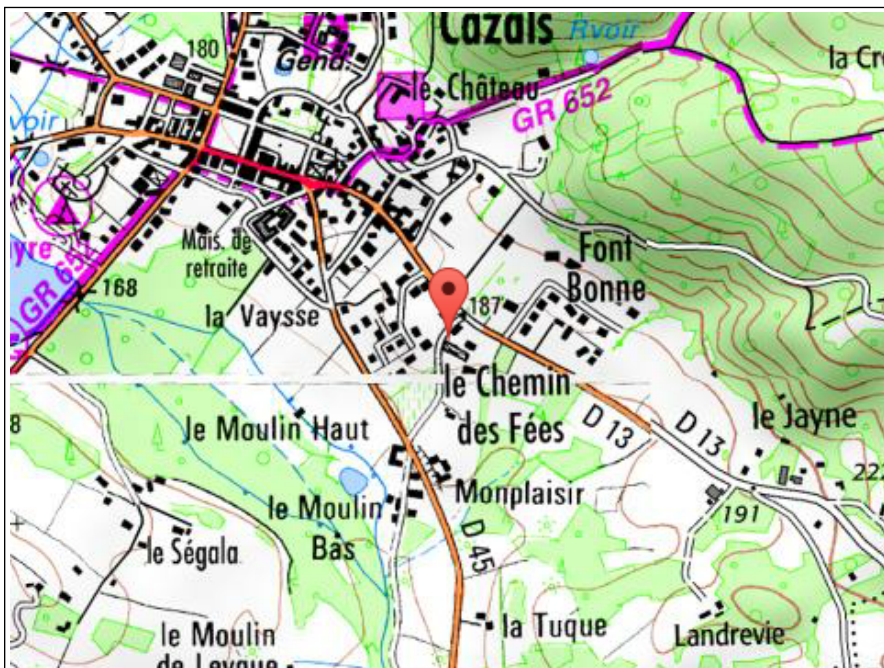 Cazals
Rvoir
180
Gend.
le Château
la Cr
GR 652
voir
Mais. de
retraite
Font
Bonne
yre
GR 652
168
la Vaysse
187
le Chemin
des Fées
D 13
D 13
le Jayne
8
le Moulin Haut
Monplaisir
191
le Moulin
Bas
D 45
le Ségala
la Tuque
Landrevie
le Moulin